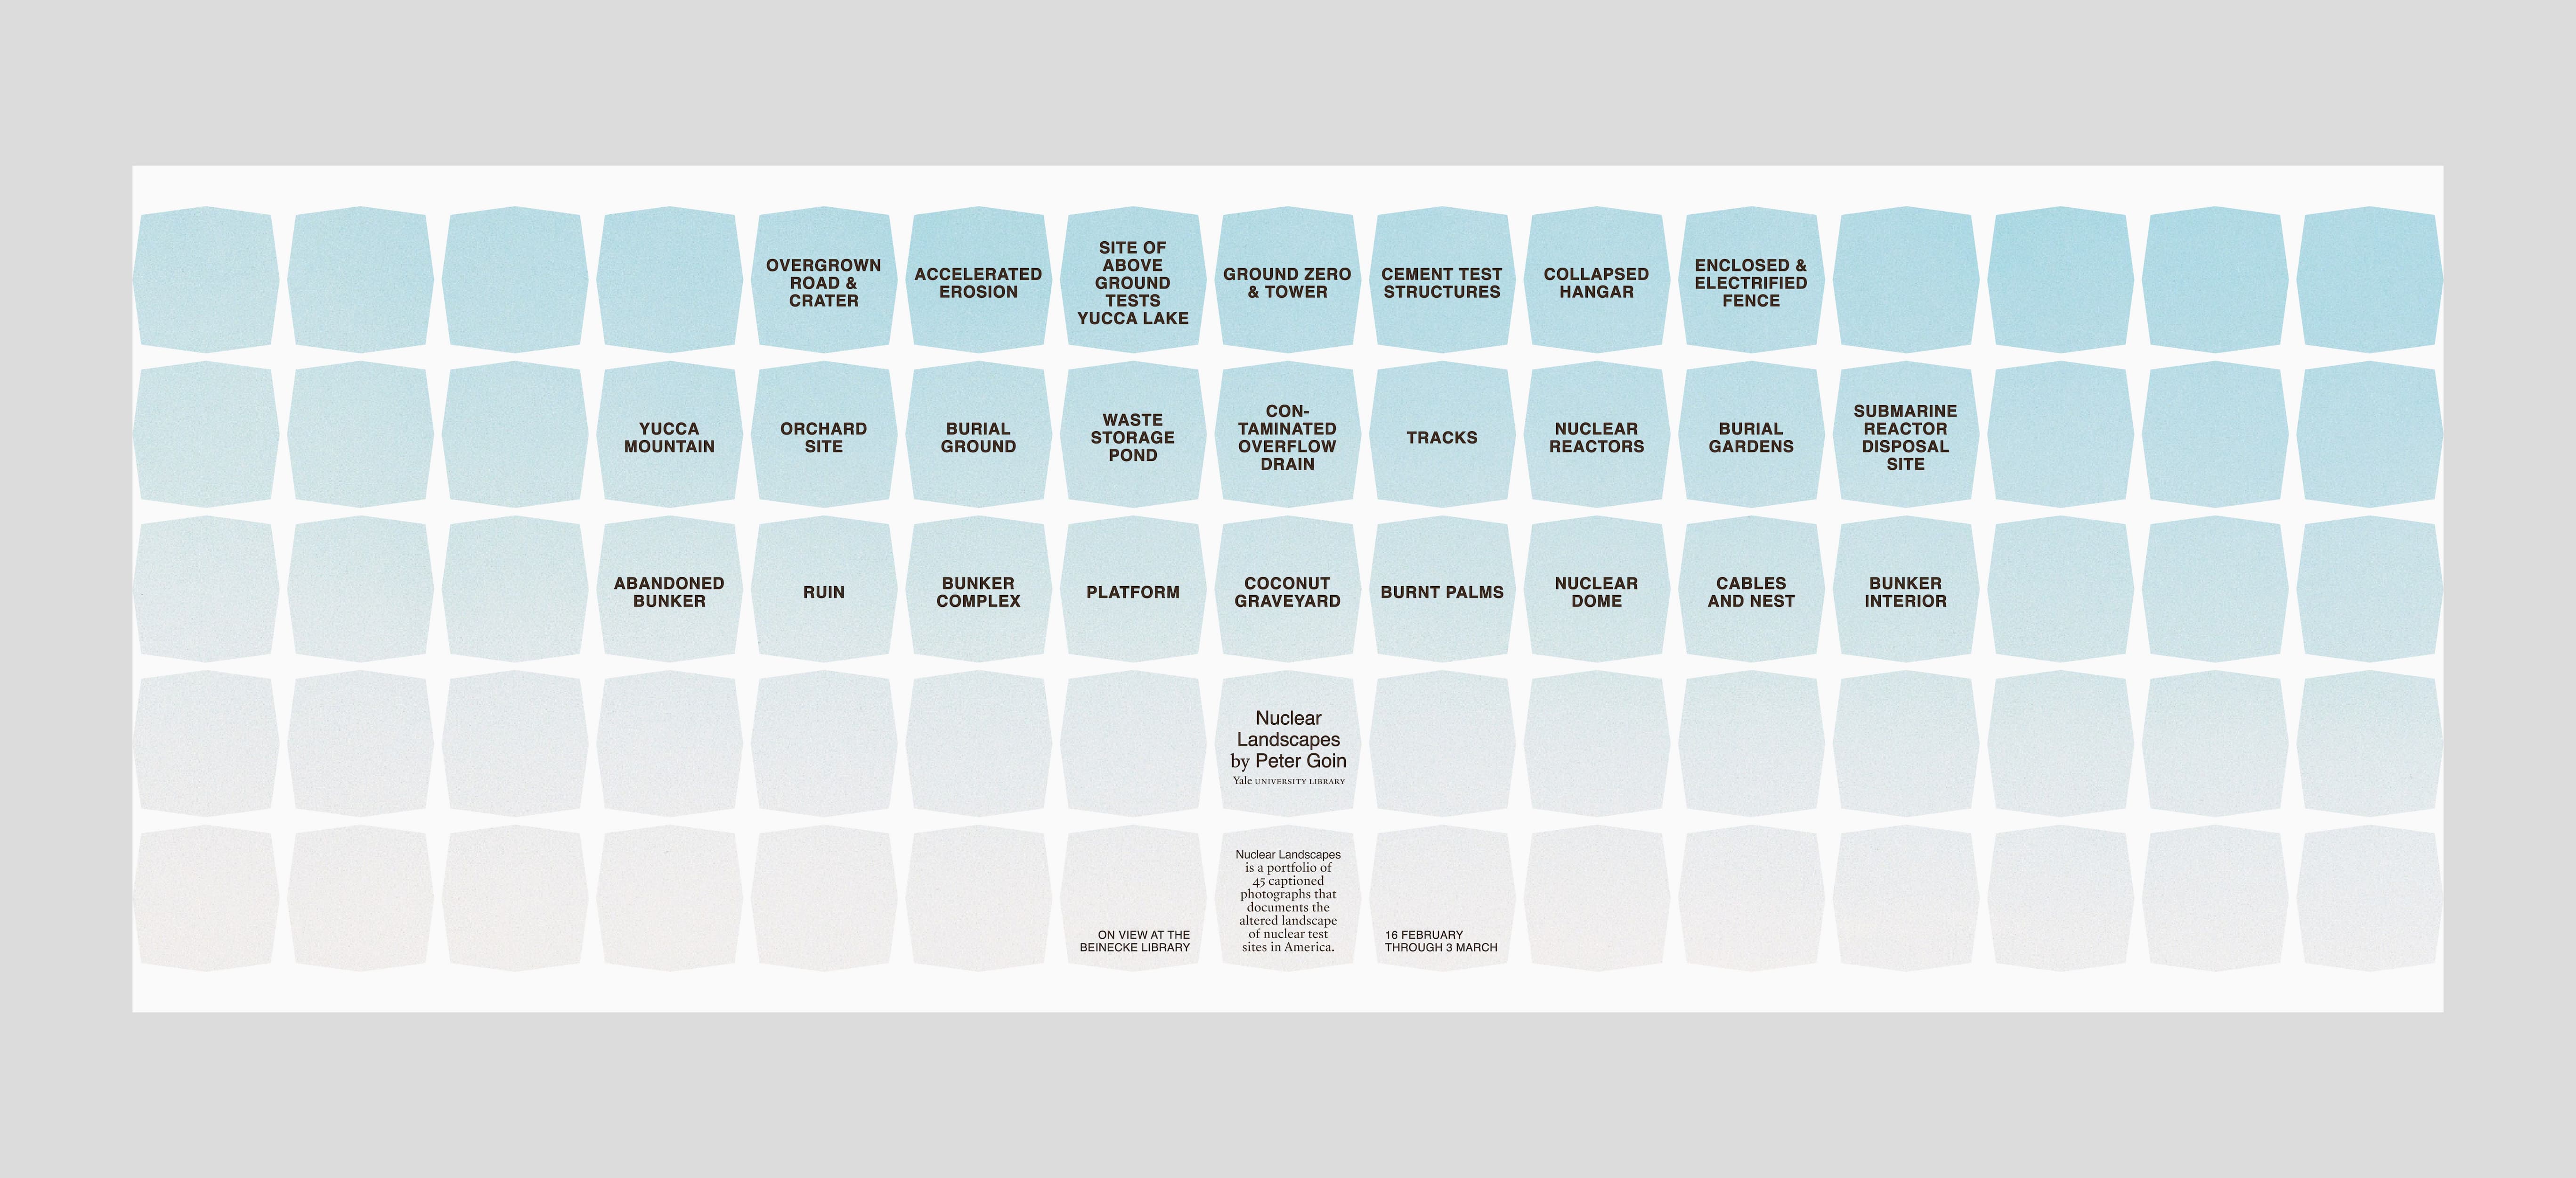 OVERGROWN
ROAD &
CRATER
ACCELERATED
EROSION
SITE OF
ABOVE
GROUND
TESTS
YUCCA LAKE
GROUND ZERO
& TOWER
CEMENT TEST
STRUCTURES
COLLAPSED
HANGAR
ENCLOSED &
ELECTRIFIED
FENCE
YUCCA
MOUNTAIN
ORCHARD
SITE
BURIAL
GROUND
WASTE
STORAGE
POND
CON-
TAMINATED
OVERFLOW
DRAIN
TRACKS
NUCLEAR
REACTORS
BURIAL
GARDENS
SUBMARINE
REACTOR
DISPOSAL
SITE
ABANDONED
BUNKER
RUIN
BUNKER
COMPLEX
PLATFORM
COCONUT
GRAVEYARD
BURNT PALMS
NUCLEAR
DOME
CABLES
AND NEST
BUNKER
INTERIOR
Nuclear
Landscapes
by Peter Goin
Yale UNIVERSITY LIBRARY
ON VIEW AT THE
BEINECKE LIBRARY
Nuclear Landscapes
is a portfolio of
45 captioned
photographs that
documents the
altered landscape
of nuclear test
sites in America.
16 FEBRUARY
THROUGH 3 MARCH